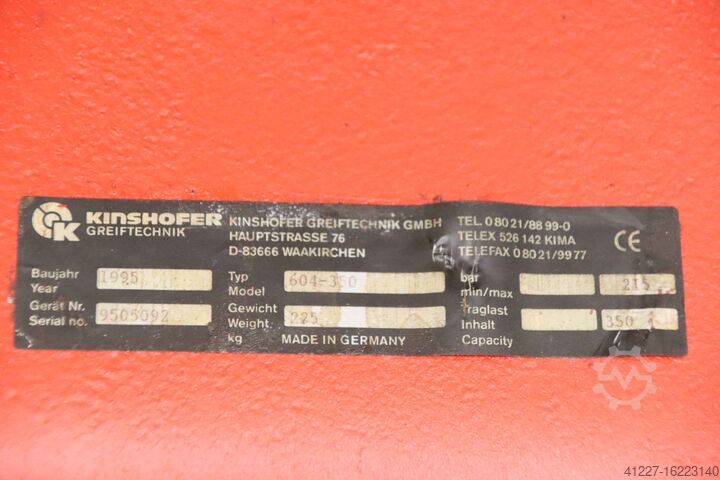 KINSHOFER
GREIFTECHNIK
KINSHOFER GREIFTECHNIK GMBH
HAUPTSTRASSE 76
D-83666 WAAKIRCHEN
TEL. 0 80 21/88 99-0
TELEX 526 142 KIMA
TELEFAX 0 80 21/99 77
CE
Baujahr 1995
Year
Typ 604-350
Model
bar 215
min/max
Gerät Nr. 9505092
Serial no.
Gewicht 225
Weight.
kg
Traglast
Inhalt 350
Capacity
MADE IN GERMANY
41227-16223140